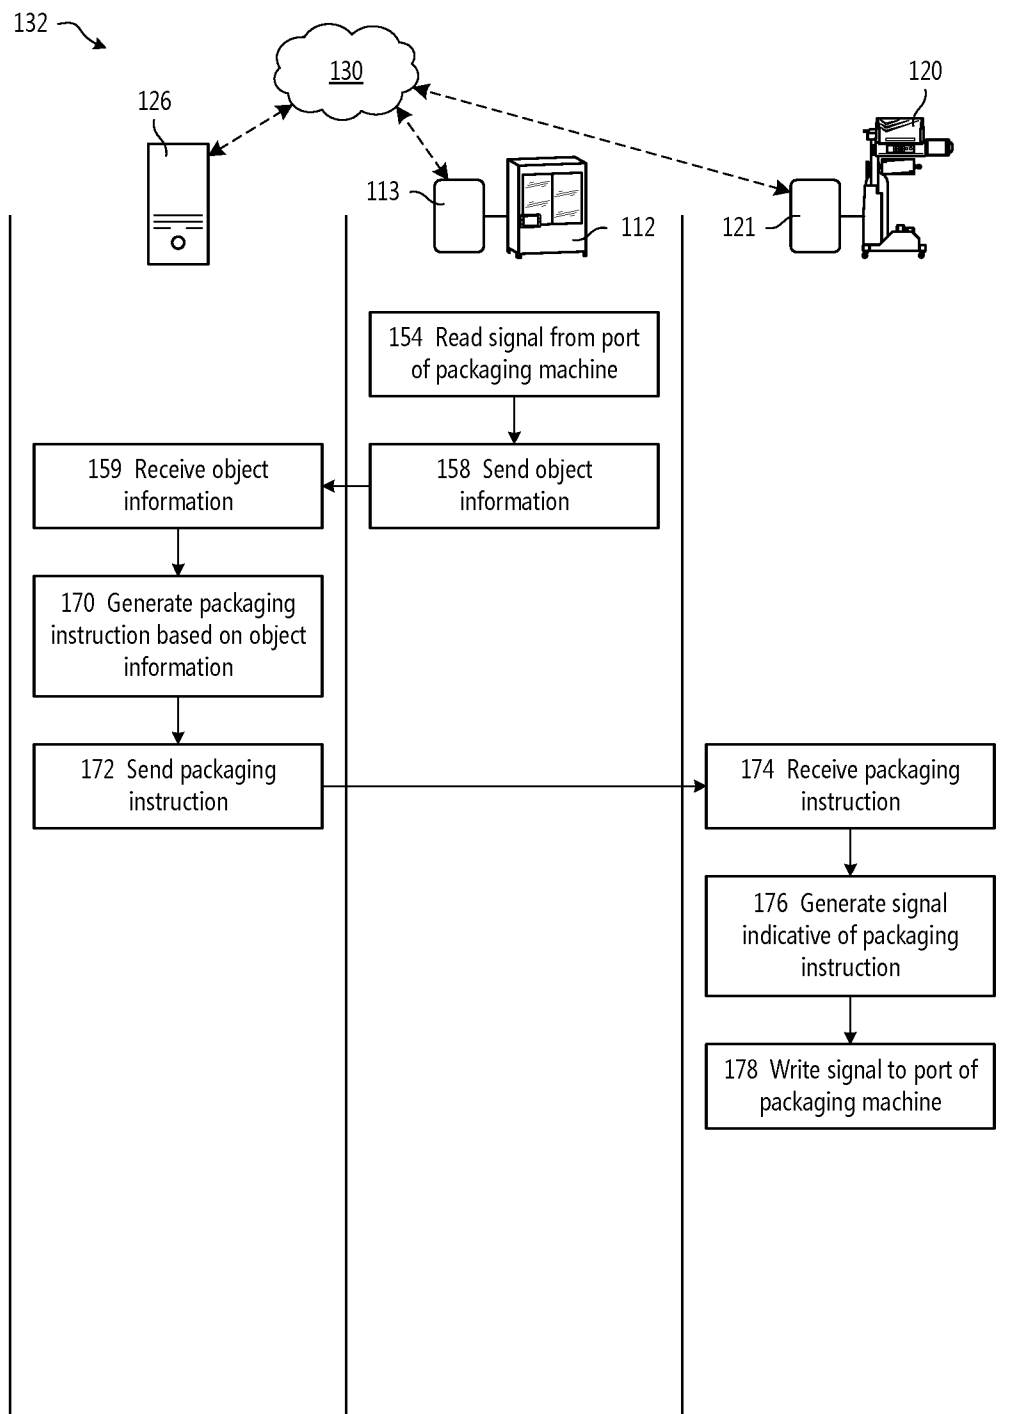 132
130
120
126
113
112
121
154 Read signal from port
of packaging machine
159 Receive object
information
158 Send object
information
170 Generate packaging
instruction based on object
information
172 Send packaging
instruction
174 Receive packaging
instruction
176 Generate signal
indicative of packaging
instruction
178 Write signal to port of
packaging machine